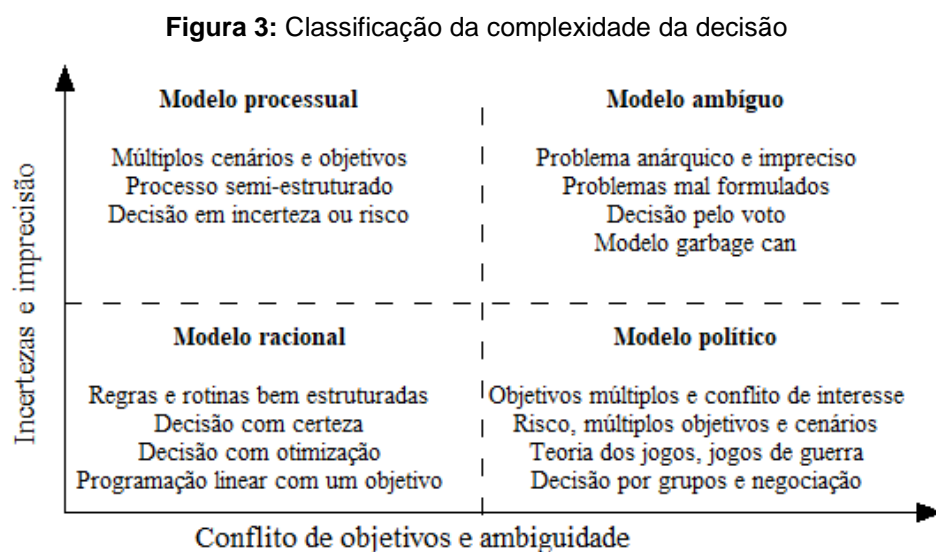 Figura 3: Classificação da complexidade da decisão
Incertezas e imprecisão
Modelo processual
Múltiplos cenários e objetivos
Processo semi-estruturado
Decisão em incerteza ou risco
Modelo ambíguo
Problema anárquico e impreciso
Problemas mal formulados
Decisão pelo voto
Modelo garbage can
Modelo racional
Regras e rotinas bem estruturadas
Decisão com certeza
Decisão com otimização
Programação linear com um objetivo
Modelo político
Objetivos múltiplos e conflito de interesse
Risco, múltiplos objetivos e cenários
Teoria dos jogos, jogos de guerra
Decisão por grupos e negociação
Conflito de objetivos e ambiguidade